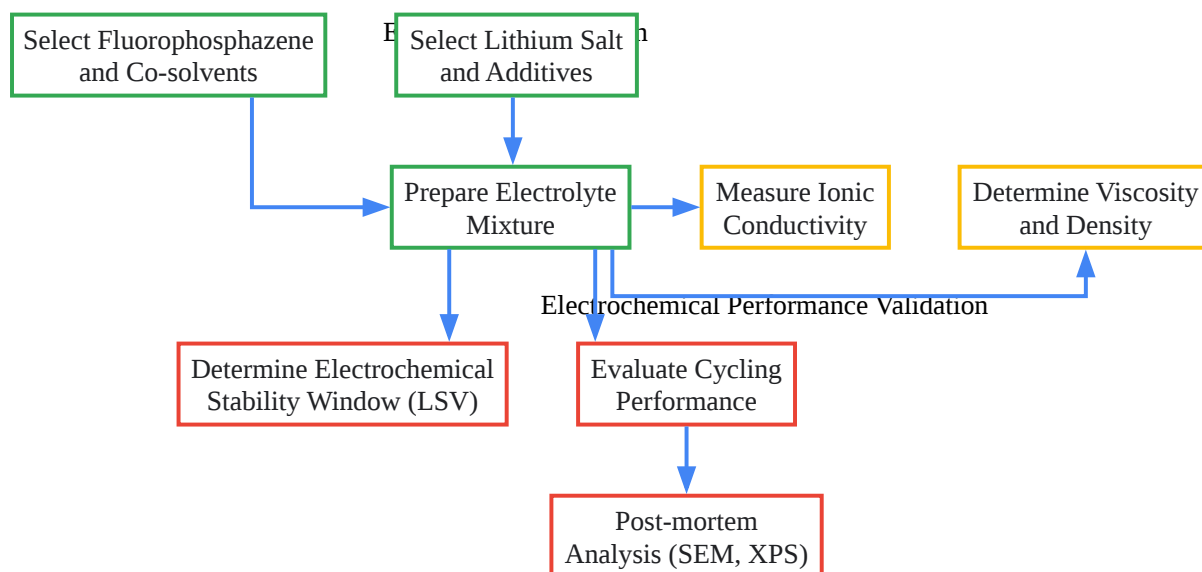 Select Fluorophosphazene
and Co-solvents
Select Lithium Salt
and Additives
Prepare Electrolyte
Mixture
Measure Ionic
Conductivity
Determine Viscosity
and Density
Electrochemical Performance Validation
Determine Electrochemical
Stability Window (LSV)
Evaluate Cycling
Performance
Post-mortem
Analysis (SEM, XPS)